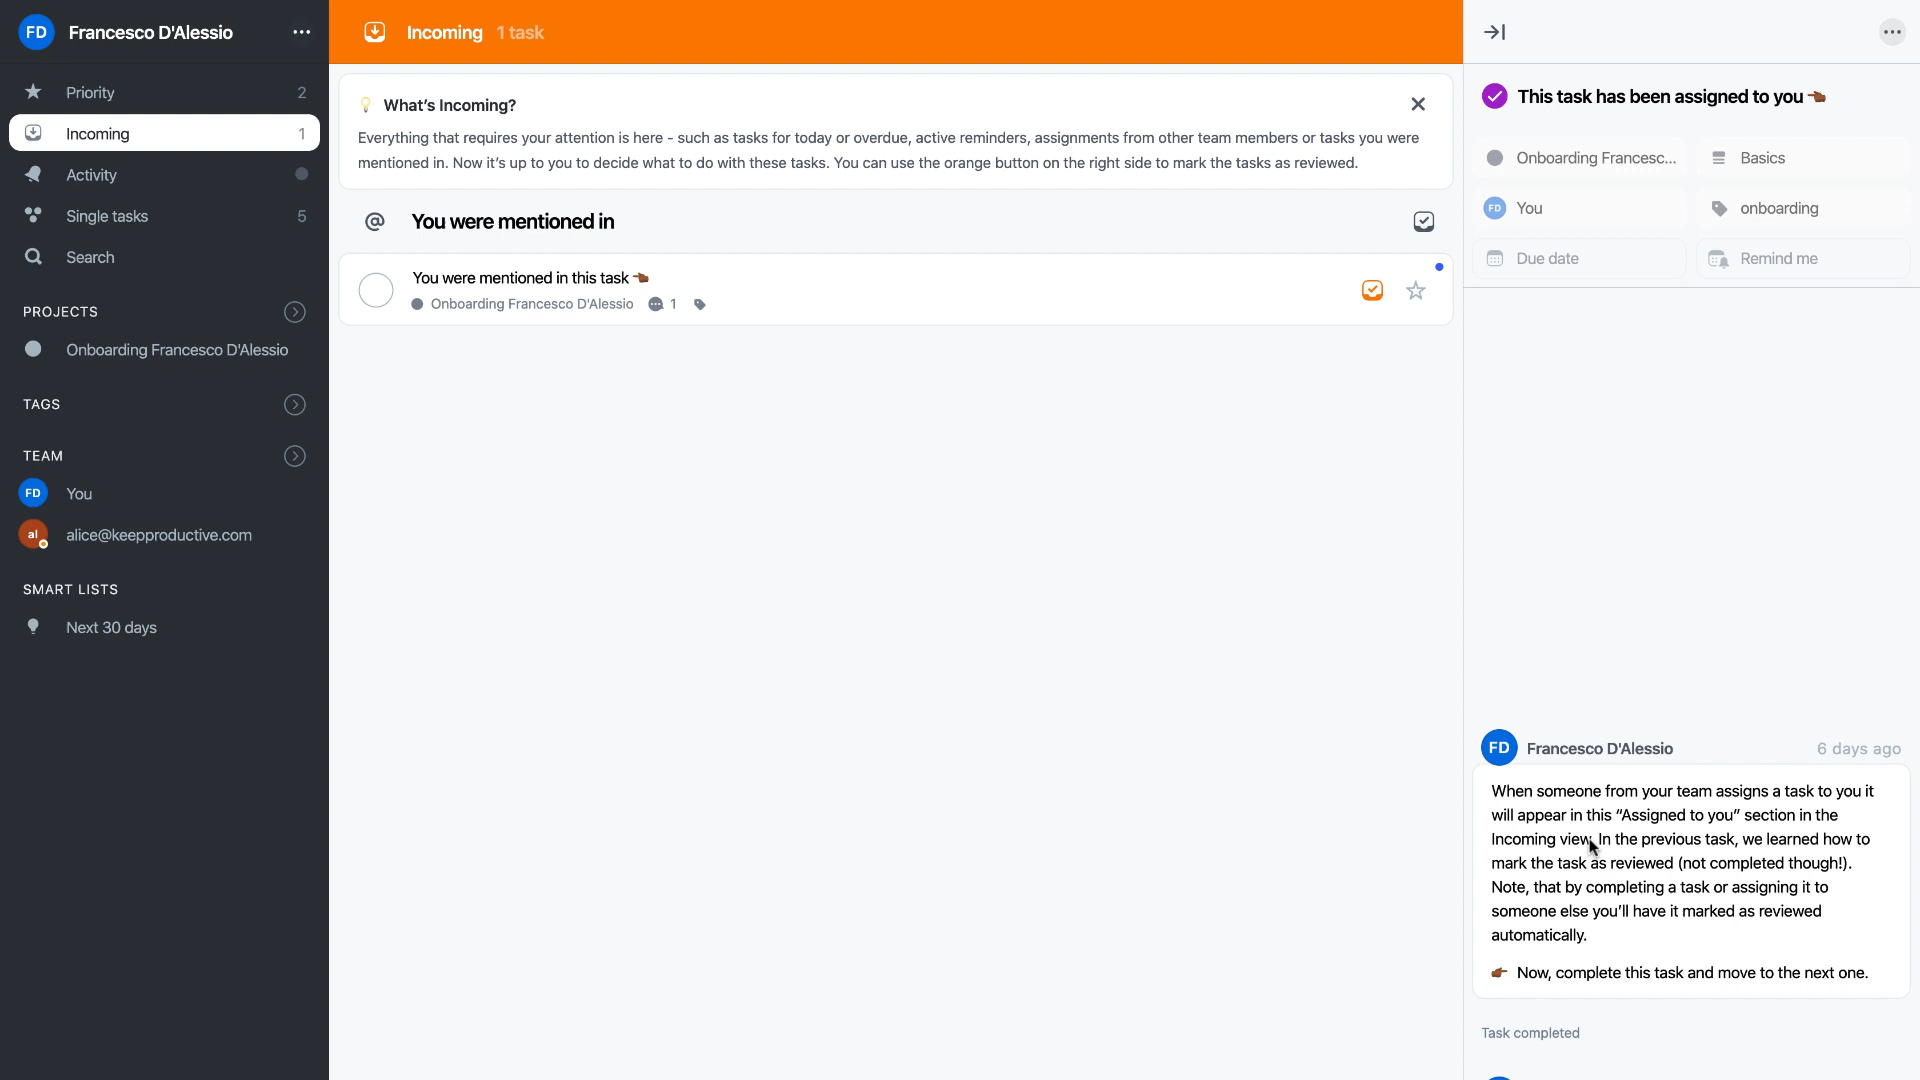 FD Francesco D'Alessio
Priority 2
Incoming 1
Activity
Single tasks 5
Search
PROJECTS
Onboarding Francesco D'Alessio
TAGS
TEAM
FD You
al alice@keepproductive.com
SMART LISTS
Next 30 days
Incoming 1 task
What's Incoming?
Everything that requires your attention is here - such as tasks for today or overdue, active reminders, assignments from other team members or tasks you were
mentioned in. Now it's up to you to decide what to do with these tasks. You can use the orange button on the right side to mark the tasks as reviewed.
@ You were mentioned in
You were mentioned in this task
Onboarding Francesco D'Alessio 1
This task has been assigned to you
Onboarding Francesc... Basics
FD You onboarding
Due date Remind me
FD Francesco D'Alessio 6 days ago
When someone from your team assigns a task to you it
will appear in this “Assigned to you” section in the
Incoming view. In the previous task, we learned how to
mark the task as reviewed (not completed though!).
Note, that by completing a task or assigning it to
someone else you'll have it marked as reviewed
automatically.
Now, complete this task and move to the next one.
Task completed